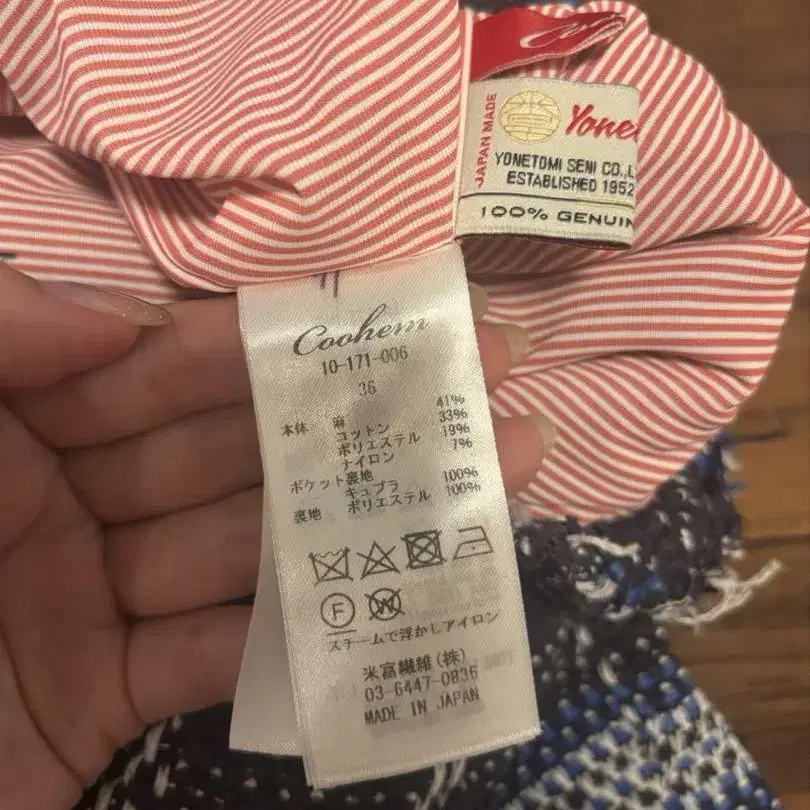 JAPAN MADE
YONETOMI SENI CO.,
ESTABLISHED 1952
100%
Coohem
10-171-006
36
本体 麻 41%
コットン 33%
ポリエステル 19%
ナイロン 7%
ポケット裏地
キュプラ 100%
裏地 ポリエステル 100%
F
W
スチームで浮かしアイロン
米富繊維(株)
03-6447-0836
MADE IN JAPAN